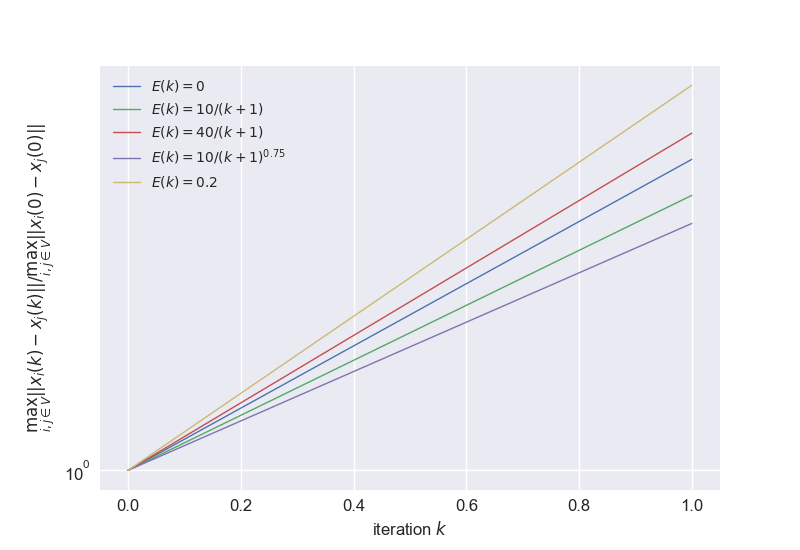 E(k) = 0
E(k) = 10/(k + 1)
E(k) = 40/(k + 1)
E(k) = 10/(k + 1)^0.75
E(k) = 0.2
max_{i,j∈V}||x_i(k) − x_j(k)||/max_{i,j∈V}||x_i(0) − x_j(0)||
10^0
0.0 0.2 0.4 0.6 0.8 1.0
iteration k